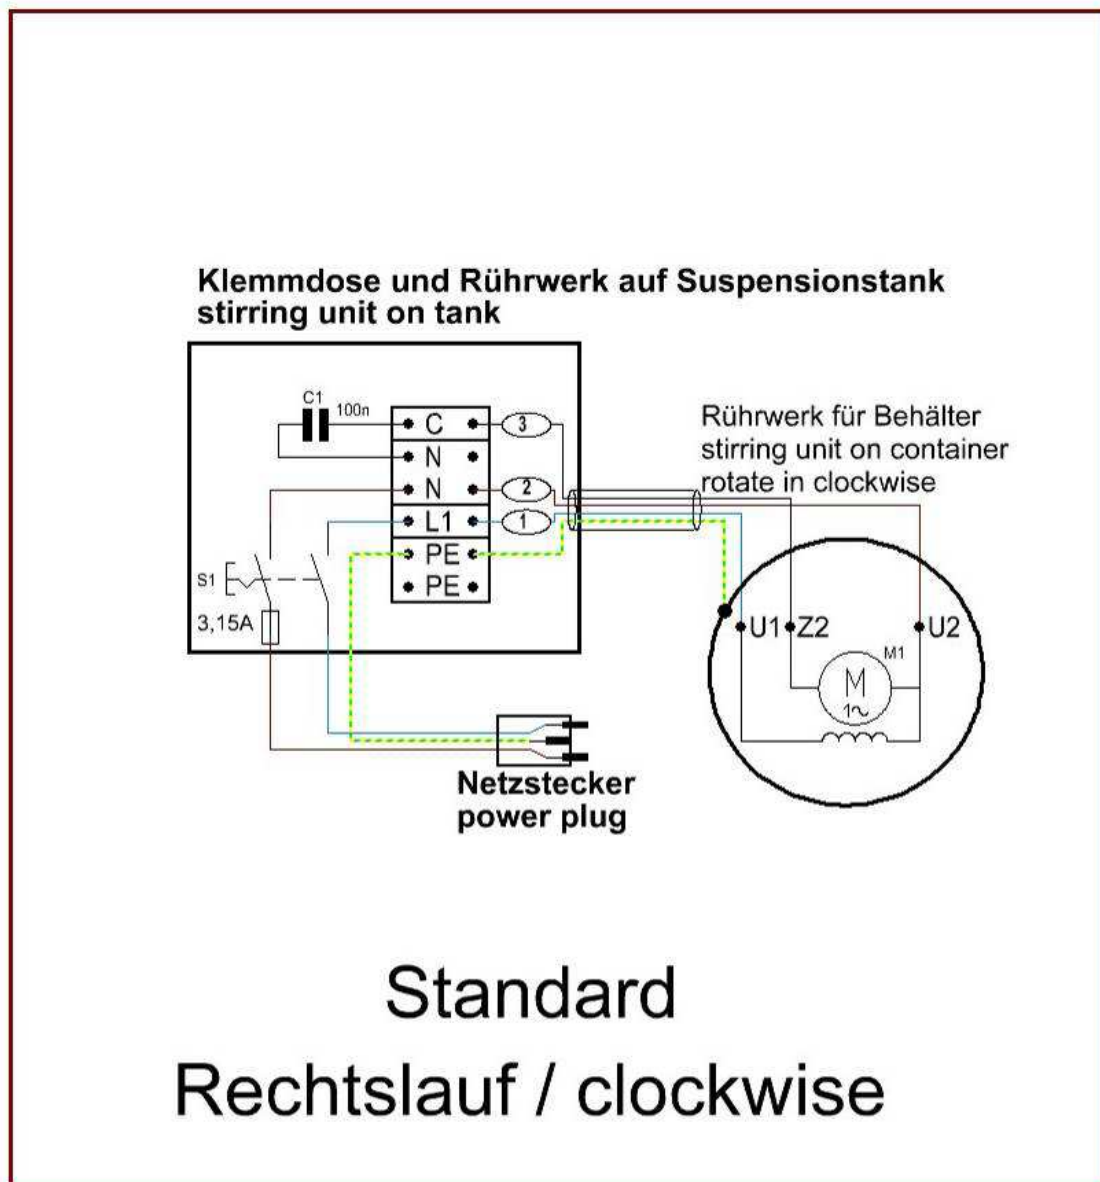 Klemmdose und Rührwerk auf Suspensionstank
stirring unit on tank
C1
100n
C
3
N
N
2
L1
1
PE
PE
S1
3,15A
Rührwerk für Behälter
stirring unit on container
rotate in clockwise
U1
Z2
U2
M1
M
1~
Netzstecker
power plug
Standard
Rechtslauf / clockwise